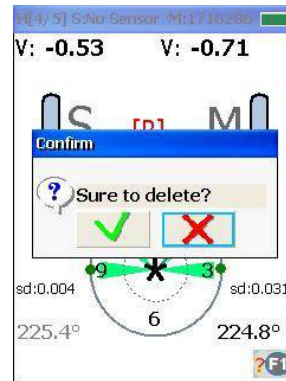 H[4/5] S:No Sensor M:1716286
V: -0.53 V: -0.71
S [P] M
Confirm
Sure to delete?
9 3
sd:0.004 sd:0.031
6
225.4° 224.8°
?F1